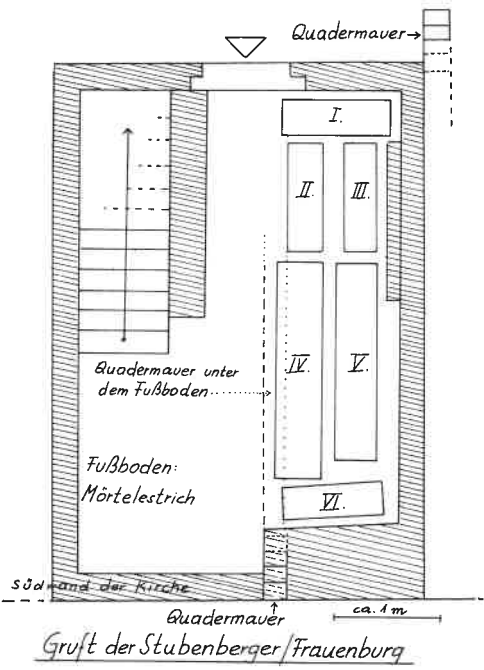 Quadermauer
I.
II.
III.
IV.
V.
Quadermauer unter
dem Fußboden
Fußboden:
Mörtelestrich
VI.
Südwand der Kirche
ca. 1 m
Quadermauer
Gruft der Stubenberger/Frauenburg